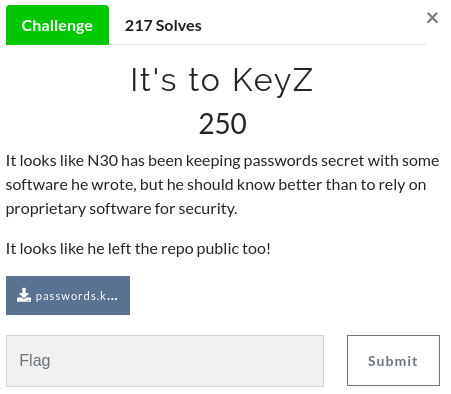 Challenge
217 Solves
×
It's to KeyZ
250
It looks like N30 has been keeping passwords secret with some
software he wrote, but he should know better than to rely on
proprietary software for security.
It looks like he left the repo public too!
passwords.k...
Flag
Submit